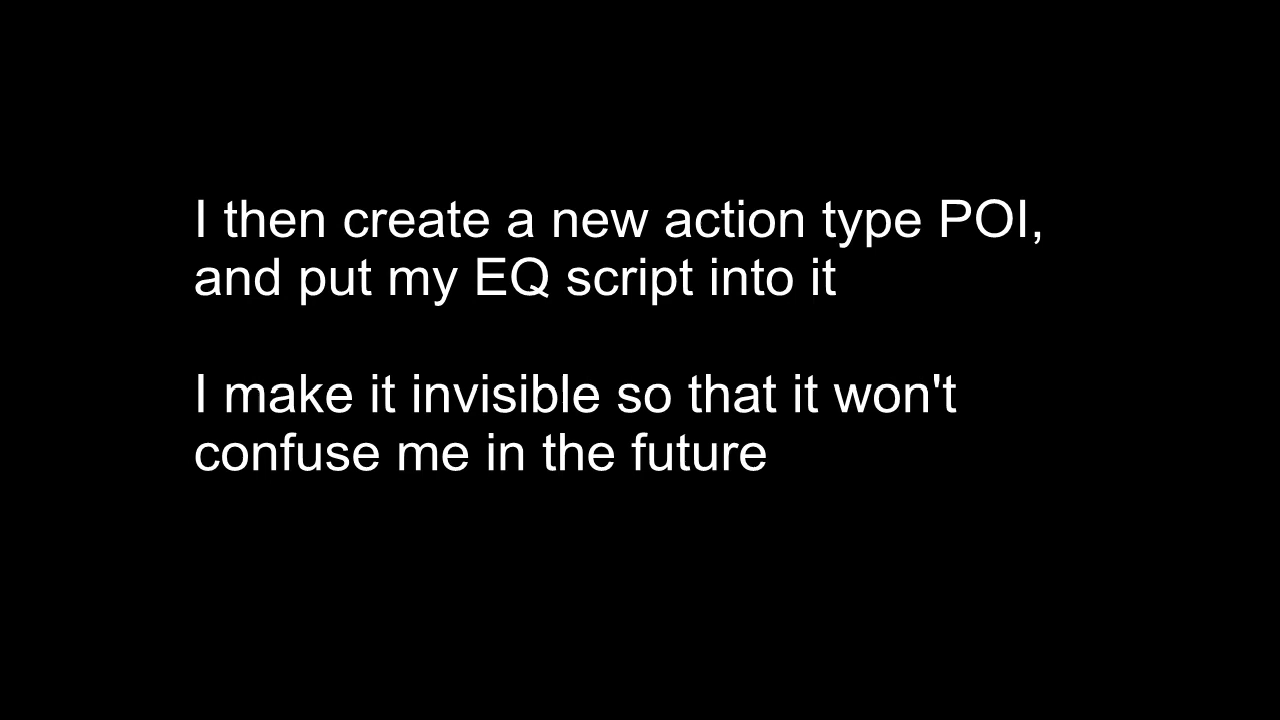 I then create a new action type POI,
and put my EQ script into it
I make it invisible so that it won't
confuse me in the future